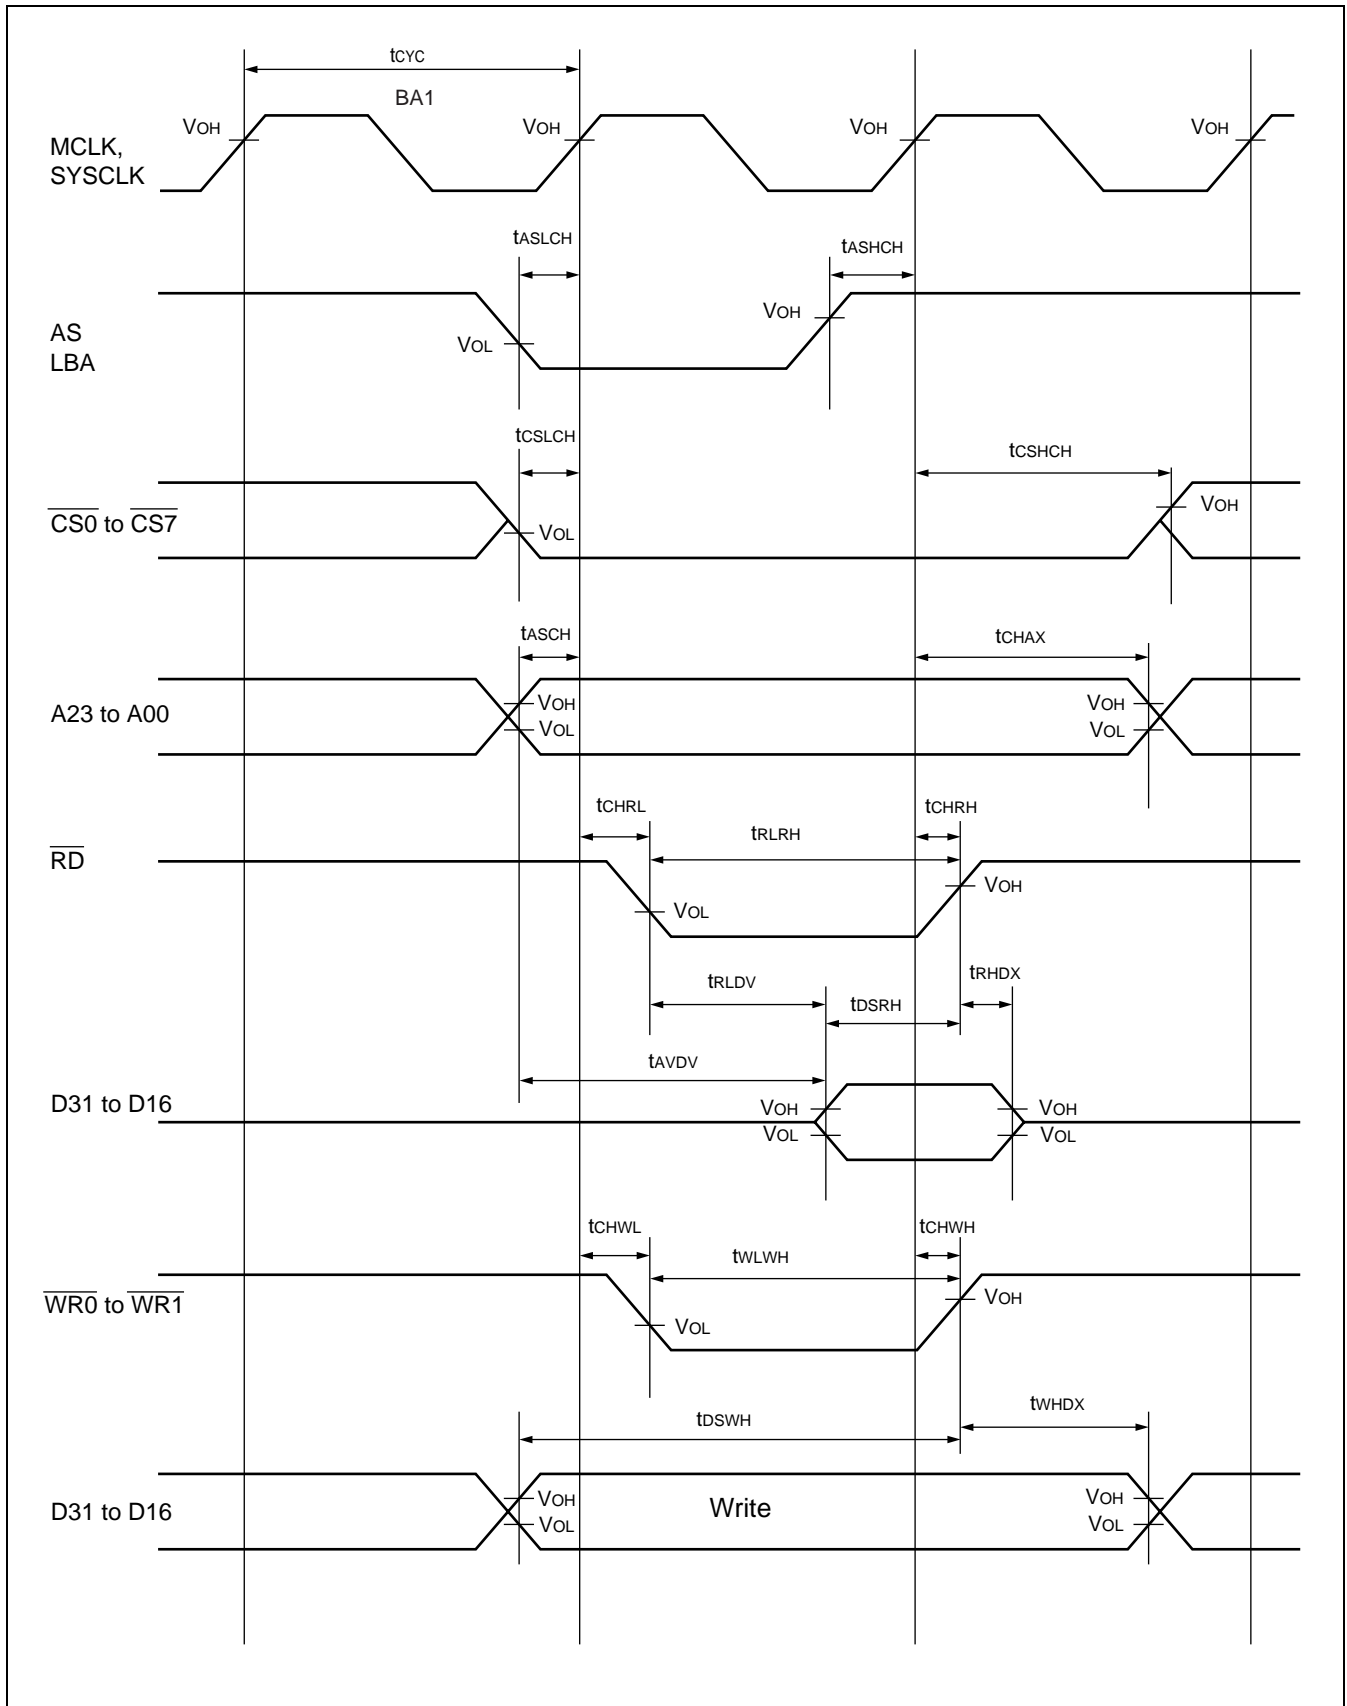 tCYC
BA1
VOH VOH VOH VOH
MCLK,
SYSCLK
tASLCH tASHCH
VOH
AS
LBA
VOL
tCSLCH tCSHCH
CS0 to CS7
VOL VOH
tASCH tCHAX
A23 to A00
VOH VOH
VOL VOL
tCHRL tRLRH tCHRH
RD
VOH
VOL
tRLDV tDSRH tRHDX
tAVDV
D31 to D16
VOH VOH
VOL VOL
tCHWL tWLWH tCHWH
WR0 to WR1
VOH
VOL
tDSWH tWHDX
D31 to D16
VOH Write VOH
VOL VOL